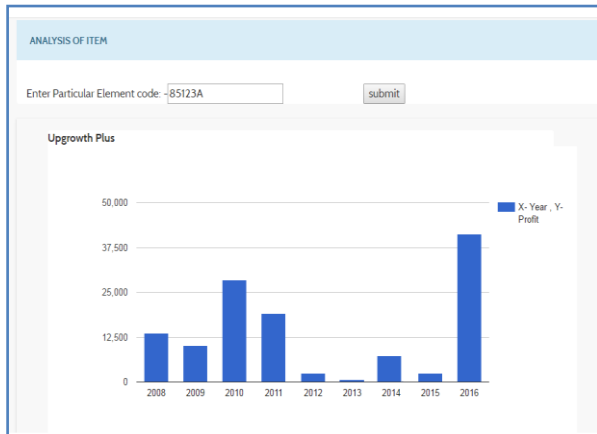 ANALYSIS OF ITEM
Enter Particular Element code: -85123A submit
Upgrowth Plus
50,000
37,500
25,000
12,500
0
2008 2009 2010 2011 2012 2013 2014 2015 2016
X- Year , Y-
Profit